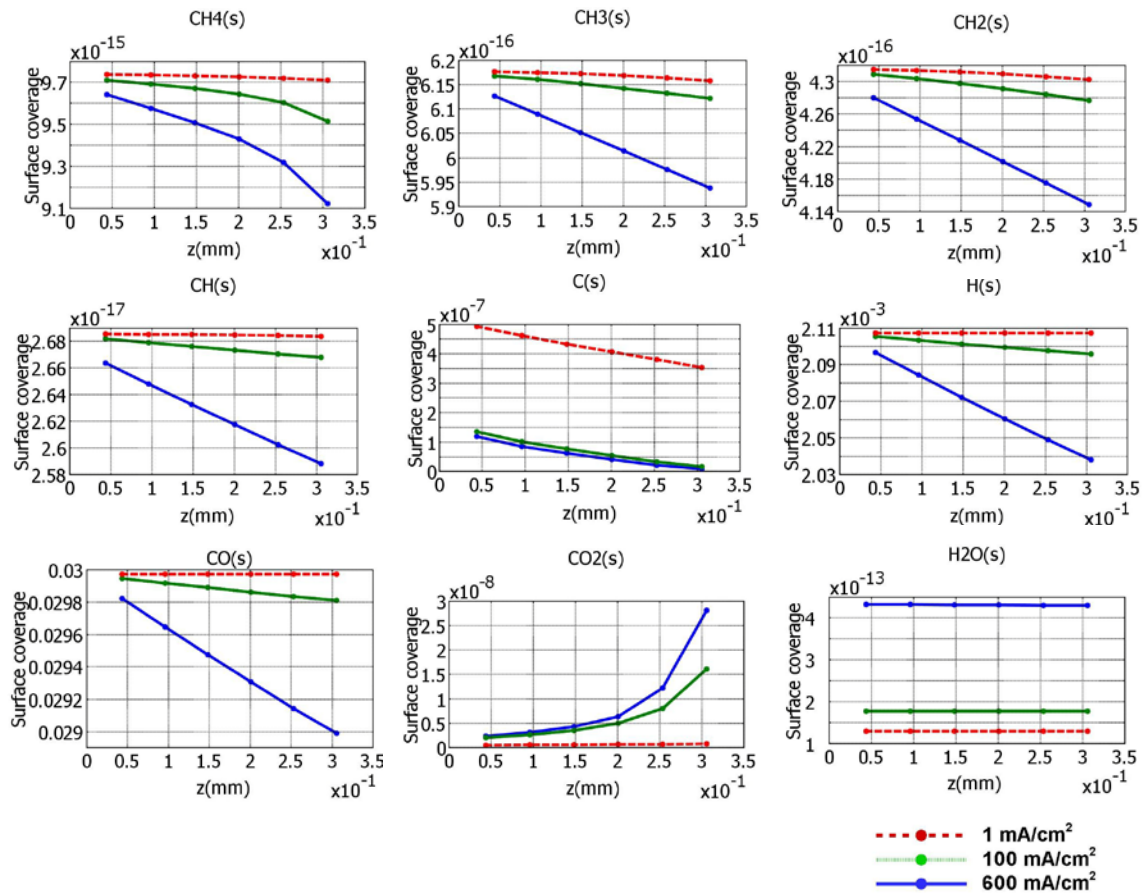 CH4(s)
x10-15
9.7
9.5
9.3
9.1
Surface coverage
0 0.5 1 1.5 2 2.5 3 3.5
z(mm)
x10-1
CH3(s)
x10-16
6.2
6.15
6.1
6.05
6
5.95
5.9
Surface coverage
0 0.5 1 1.5 2 2.5 3 3.5
z(mm)
x10-1
CH2(s)
x10-16
4.3
4.26
4.22
4.18
4.14
Surface coverage
0 0.5 1 1.5 2 2.5 3 3.5
z(mm)
x10-1
CH(s)
x10-17
2.68
2.66
2.64
2.62
2.6
2.58
Surface coverage
0 0.5 1 1.5 2 2.5 3 3.5
z(mm)
x10-1
C(s)
x10-7
5
4
3
2
1
0
Surface coverage
0 0.5 1 1.5 2 2.5 3 3.5
z(mm)
x10-1
H(s)
x10-3
2.11
2.09
2.07
2.05
2.03
Surface coverage
0 0.5 1 1.5 2 2.5 3 3.5
z(mm)
x10-1
CO(s)
0.03
0.0298
0.0296
0.0294
0.0292
0.029
Surface coverage
0 0.5 1 1.5 2 2.5 3 3.5
z(mm)
x10-1
CO2(s)
x10-8
3
2.5
2
1.5
1
0.5
0
Surface coverage
0 0.5 1 1.5 2 2.5 3 3.5
z(mm)
x10-1
H2O(s)
x10-13
4
3
2
1
Surface coverage
0 0.5 1 1.5 2 2.5 3 3.5
z(mm)
x10-1
1 mA/cm²
100 mA/cm²
600 mA/cm²